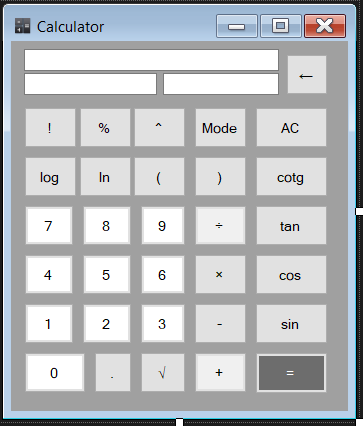 Calculator
←
! % ^ Mode AC
log ln ( ) cotg
7 8 9 ÷ tan
4 5 6 × cos
1 2 3 - sin
0 . √ + =